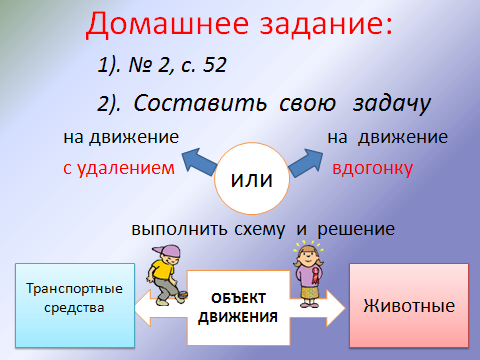 Домашнее задание:
1). № 2, с. 52
2). Составить свою задачу
на движение
с удалением
или
на движение
вдогонку
выполнить схему и решение
Транспортные
средства
ОБЪЕКТ
ДВИЖЕНИЯ
Животные